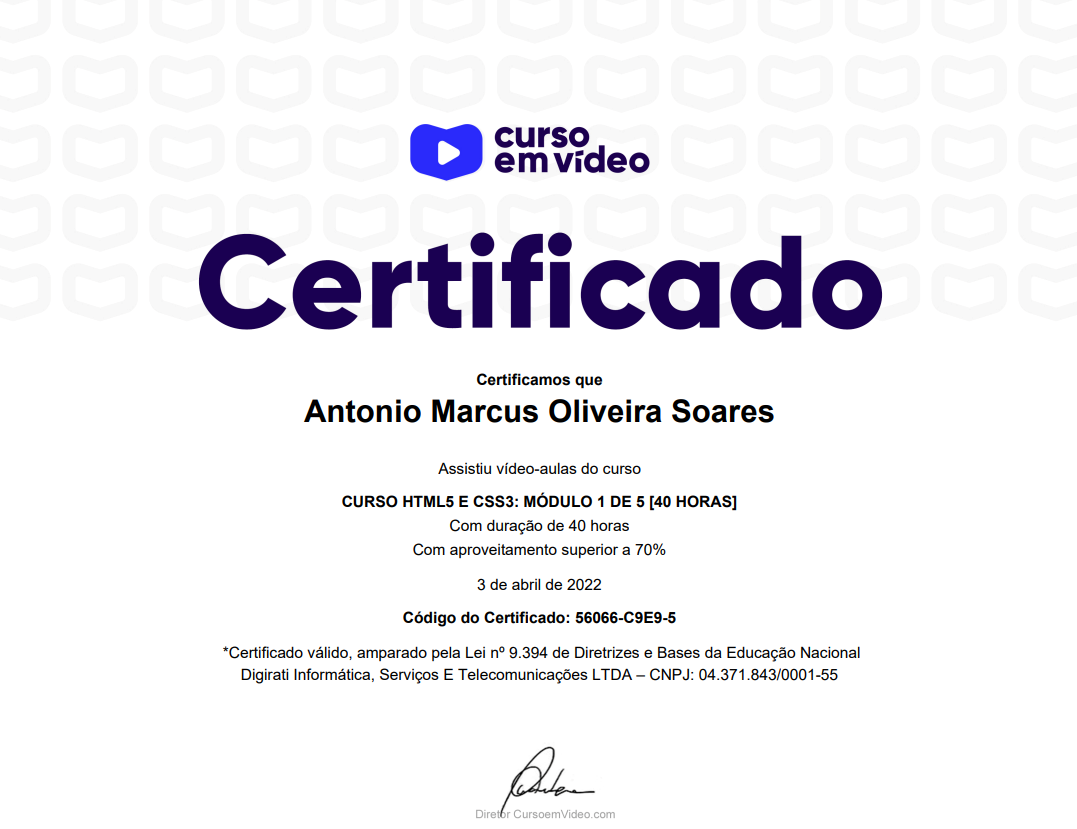 curso
em vídeo
Certificado
Certificamos que
Antonio Marcus Oliveira Soares
Assistiu vídeo-aulas do curso
CURSO HTML5 E CSS3: MÓDULO 1 DE 5 [40 HORAS]
Com duração de 40 horas
Com aproveitamento superior a 70%
3 de abril de 2022
Código do Certificado: 56066-C9E9-5
*Certificado válido, amparado pela Lei nº 9.394 de Diretrizes e Bases da Educação Nacional
Digirati Informática, Serviços E Telecomunicações LTDA – CNPJ: 04.371.843/0001-55
Diretor CursoemVideo.com